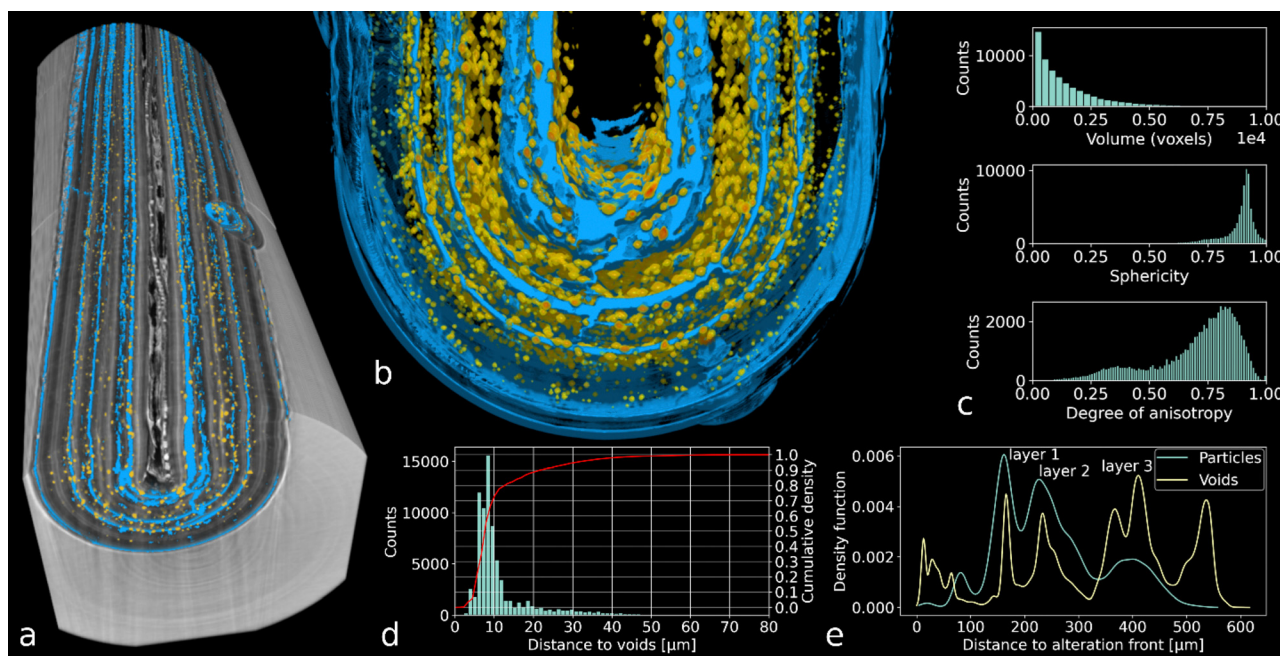 a
b
c
10000
0
Counts
0.00 0.25 0.50 0.75 1.00
Volume (voxels) 1e4
10000
0
Counts
0.00 0.25 0.50 0.75 1.00
Sphericity
2000
0
Counts
0.00 0.25 0.50 0.75 1.00
Degree of anisotropy
d
15000
10000
5000
0
Counts
1.0
0.9
0.8
0.7
0.6
0.5
0.4
0.3
0.2
0.1
0.0
Cumulative density
0 10 20 30 40 50 60 70 80
Distance to voids [µm]
e
0.006
0.004
0.002
0.000
Density function
layer 1
layer 2
layer 3
Particles
Voids
0 100 200 300 400 500 600
Distance to alteration front [µm]